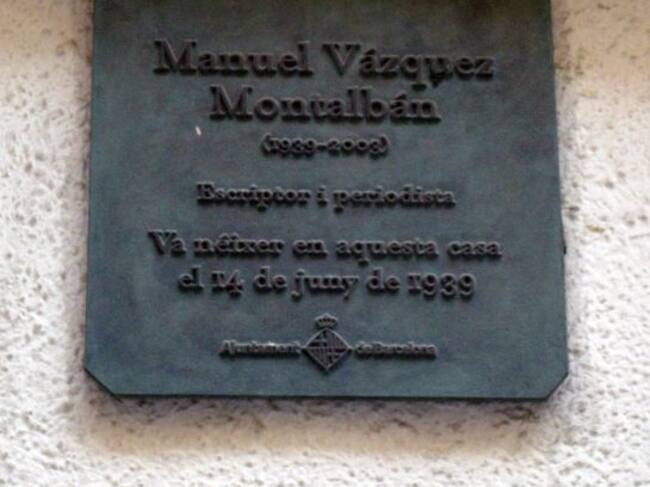 Manuel Vázquez
Montalbán
(1939-2003)
Escriptor i periodista
Va néixer en aquesta casa
el 14 de juny de 1939
Ajuntament de Barcelona